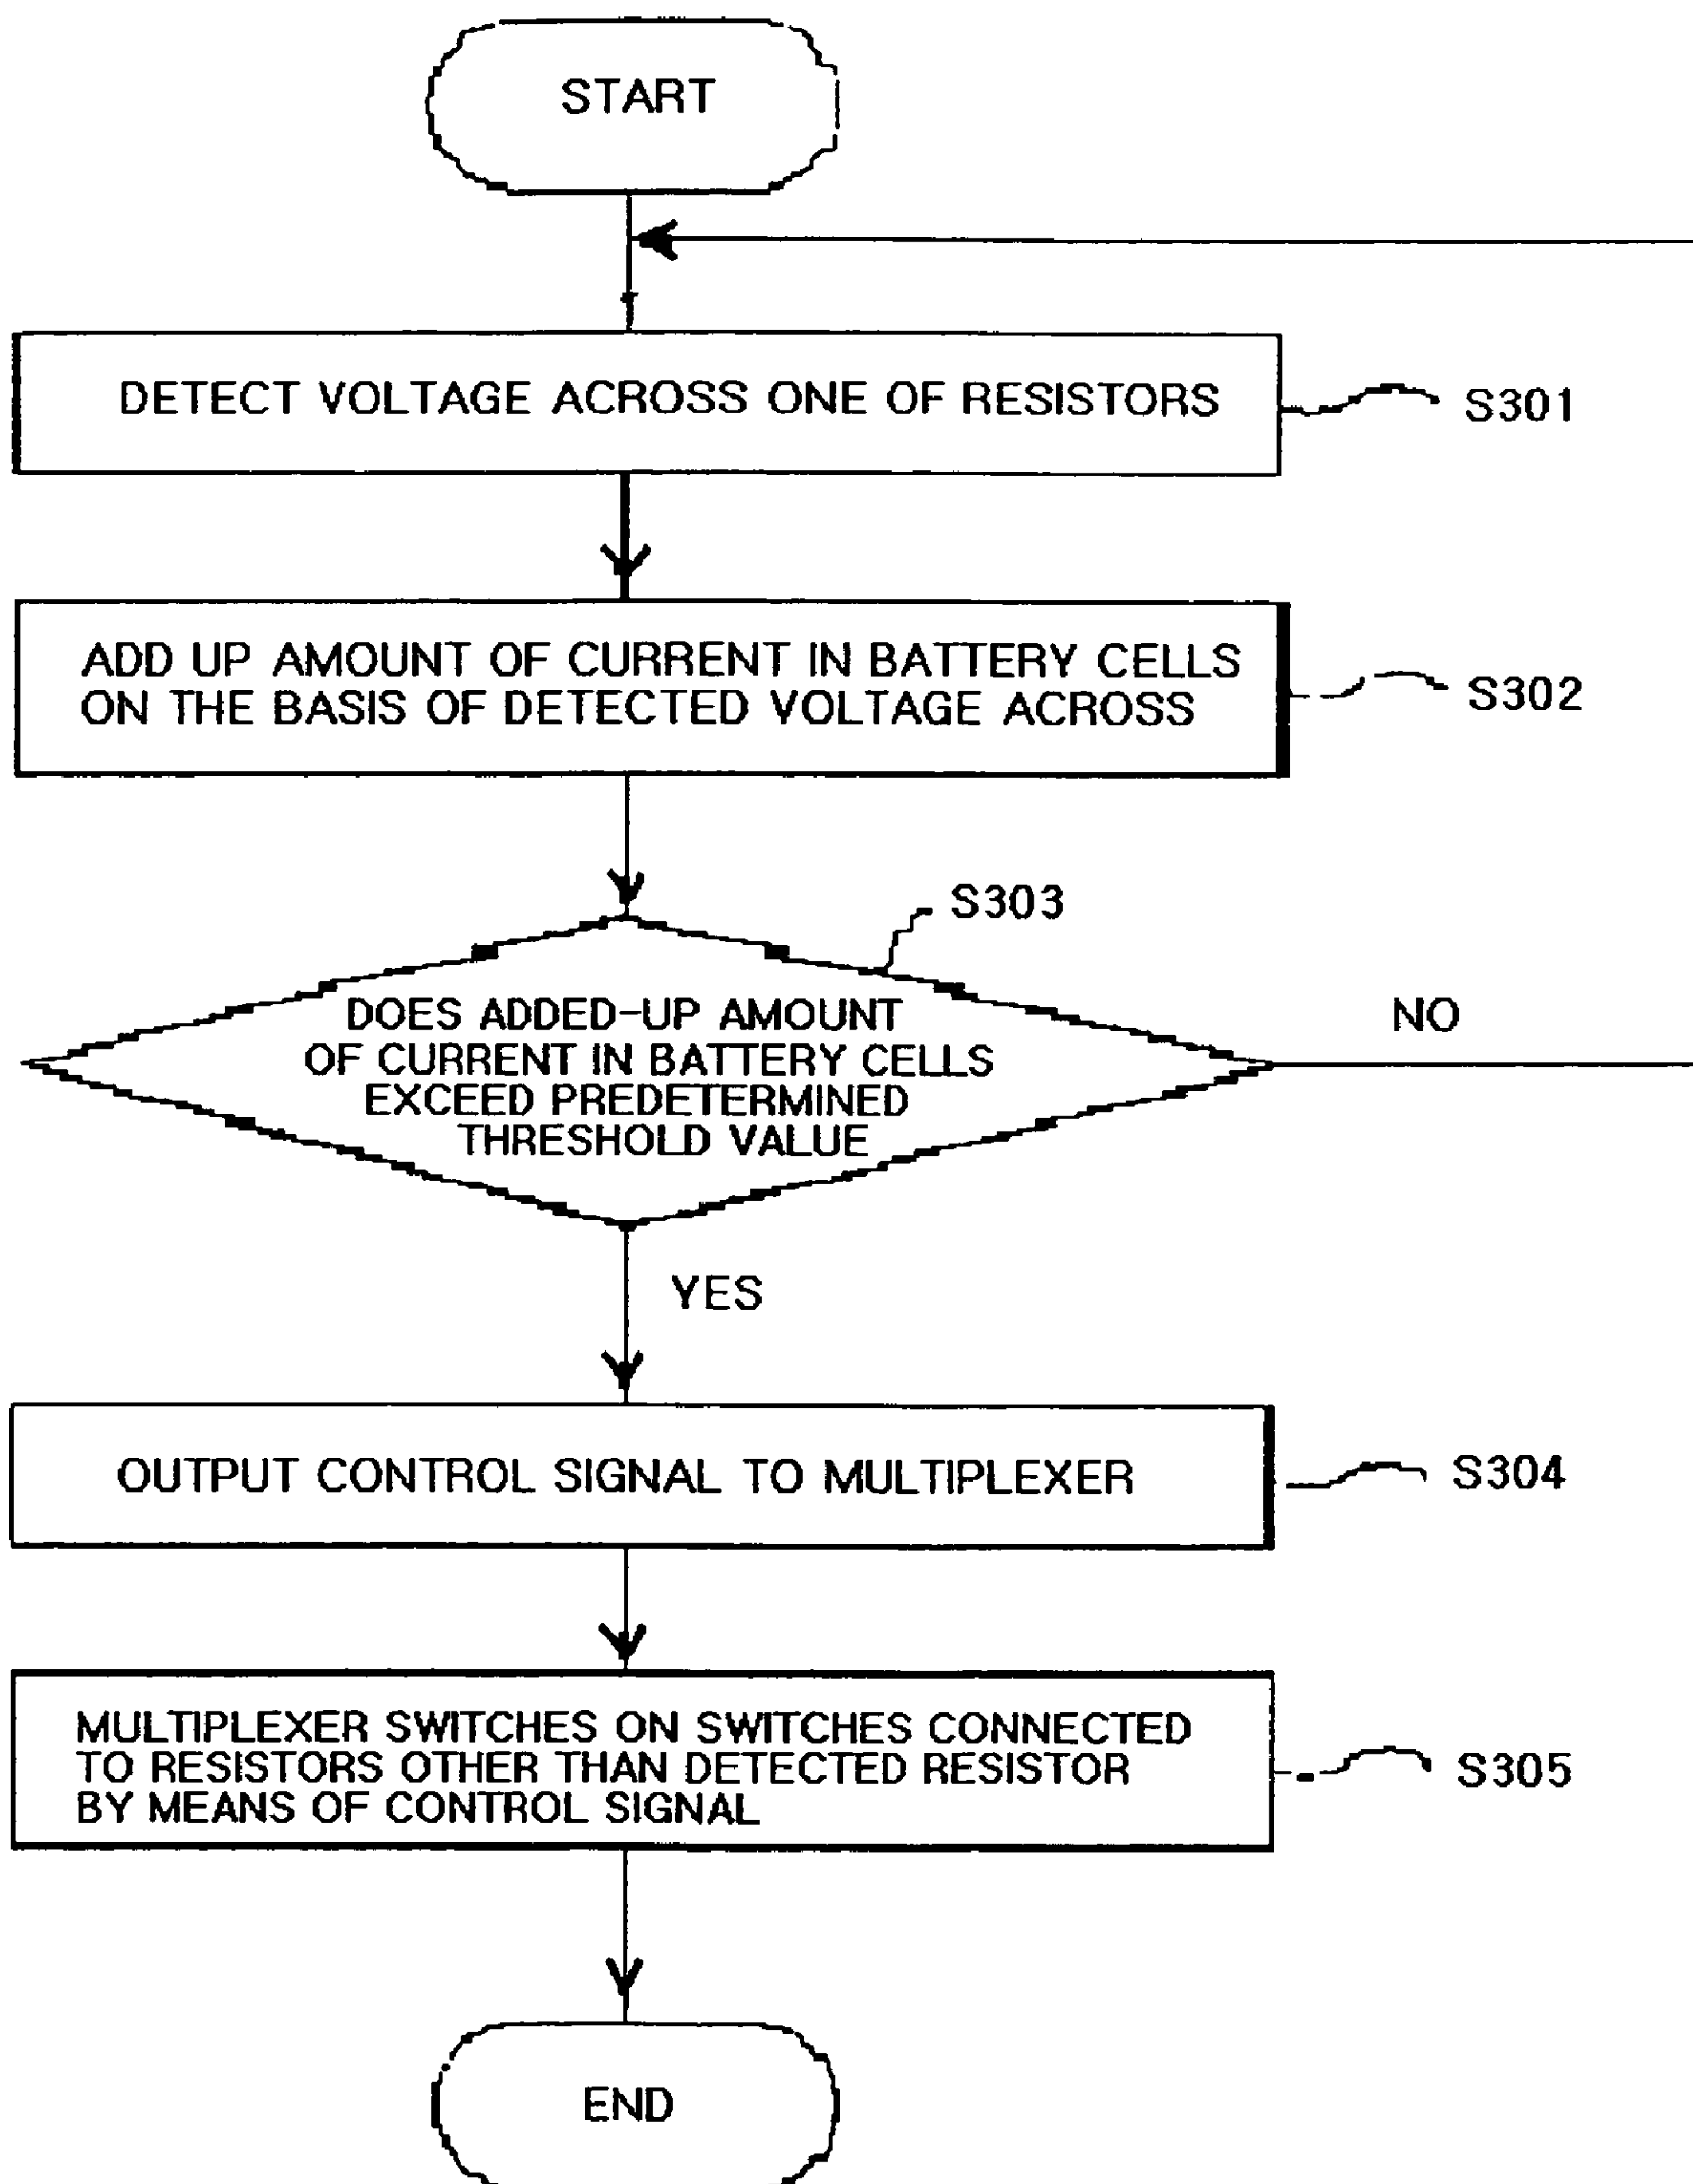 START
DETECT VOLTAGE ACROSS ONE OF RESISTORS
S301
ADD UP AMOUNT OF CURRENT IN BATTERY CELLS
ON THE BASIS OF DETECTED VOLTAGE ACROSS
S302
S303
DOES ADDED-UP AMOUNT
OF CURRENT IN BATTERY CELLS
EXCEED PREDETERMINED
THRESHOLD VALUE
NO
YES
OUTPUT CONTROL SIGNAL TO MULTIPLEXER
S304
MULTIPLEXER SWITCHES ON SWITCHES CONNECTED
TO RESISTORS OTHER THAN DETECTED RESISTOR
BY MEANS OF CONTROL SIGNAL
S305
END